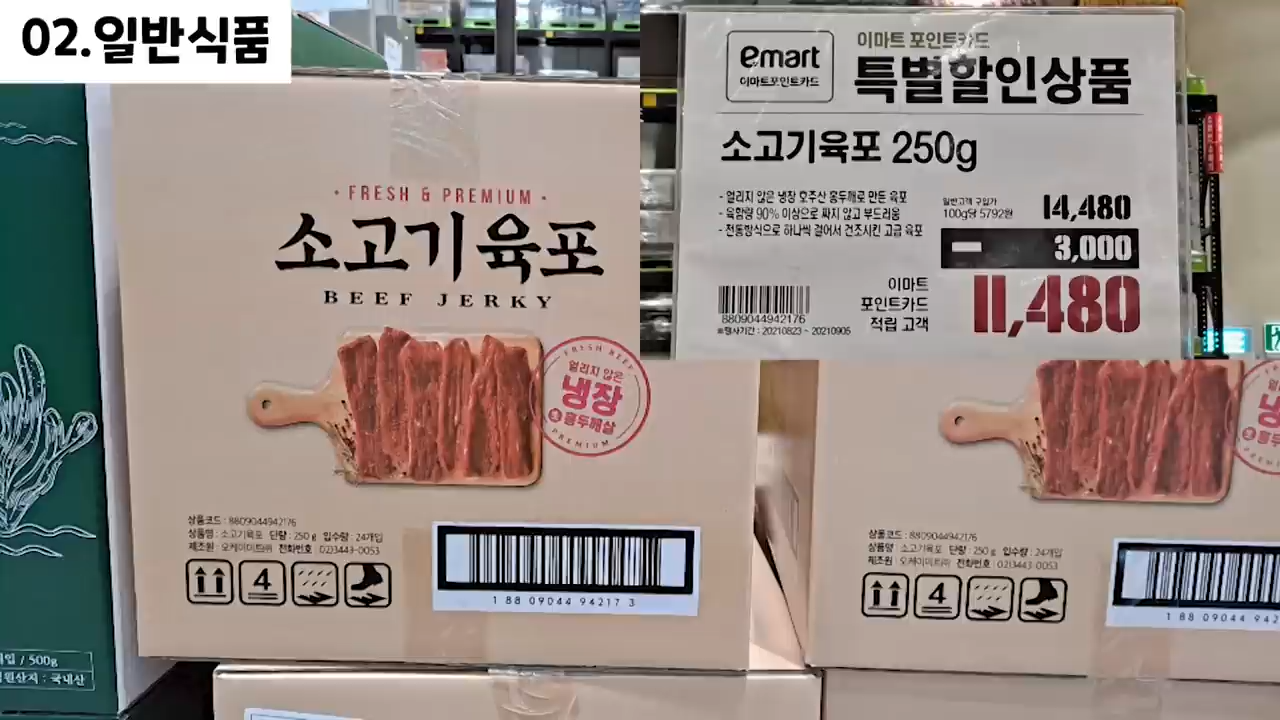 02.일반식품
emart
이마트포인트카드
이마트 포인트카드
특별할인상품
소고기육포 250g
- 얼리지 않은 냉장 호주산 홍두깨로 만든 육포
- 육함량 90% 이상으로 짜지 않고 부드러움
- 전통방식으로 하나씩 걸어서 건조시킨 고급 육포
일반고객 구입가
100g당 5792원
14,480
- 3,000
이마트
포인트카드
적립 고객
11,480
8809044942176
※행사기간 : 20210823 ~ 20210905
• FRESH & PREMIUM •
소고기육포
BEEF JERKY
FRESH BEEF
얼리지 않은
냉장
홍두깨살
PREMIUM
상품코드 : 8809044942176
상품명 : 소고기육포 단량 : 250 g 입수량 : 24개입
제조원 : 오케이미트㈜ 전화번호 : 02)3443-0053
4
1 88 09044 94217 3
상품코드 : 8809044942176
상품명 : 소고기육포 단량 : 250 g 입수량 : 24개입
제조원 : 오케이미트㈜ 전화번호 : 02)3443-0053
4
1 88 09044 942
/ 500g
원산지 : 국내산